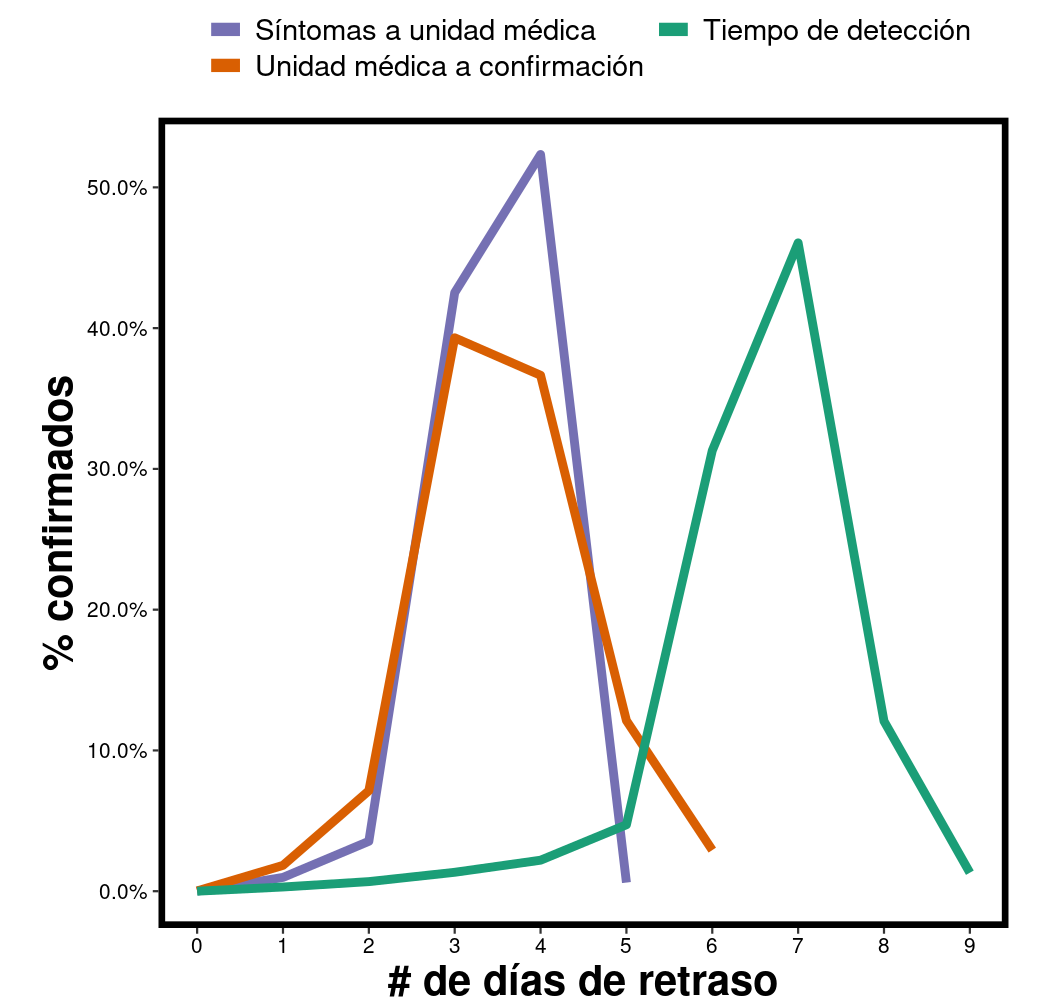 Síntomas a unidad médica
Tiempo de detección
Unidad médica a confirmación
% confirmados
50.0%
40.0%
30.0%
20.0%
10.0%
0.0%
0 1 2 3 4 5 6 7 8 9
# de días de retraso